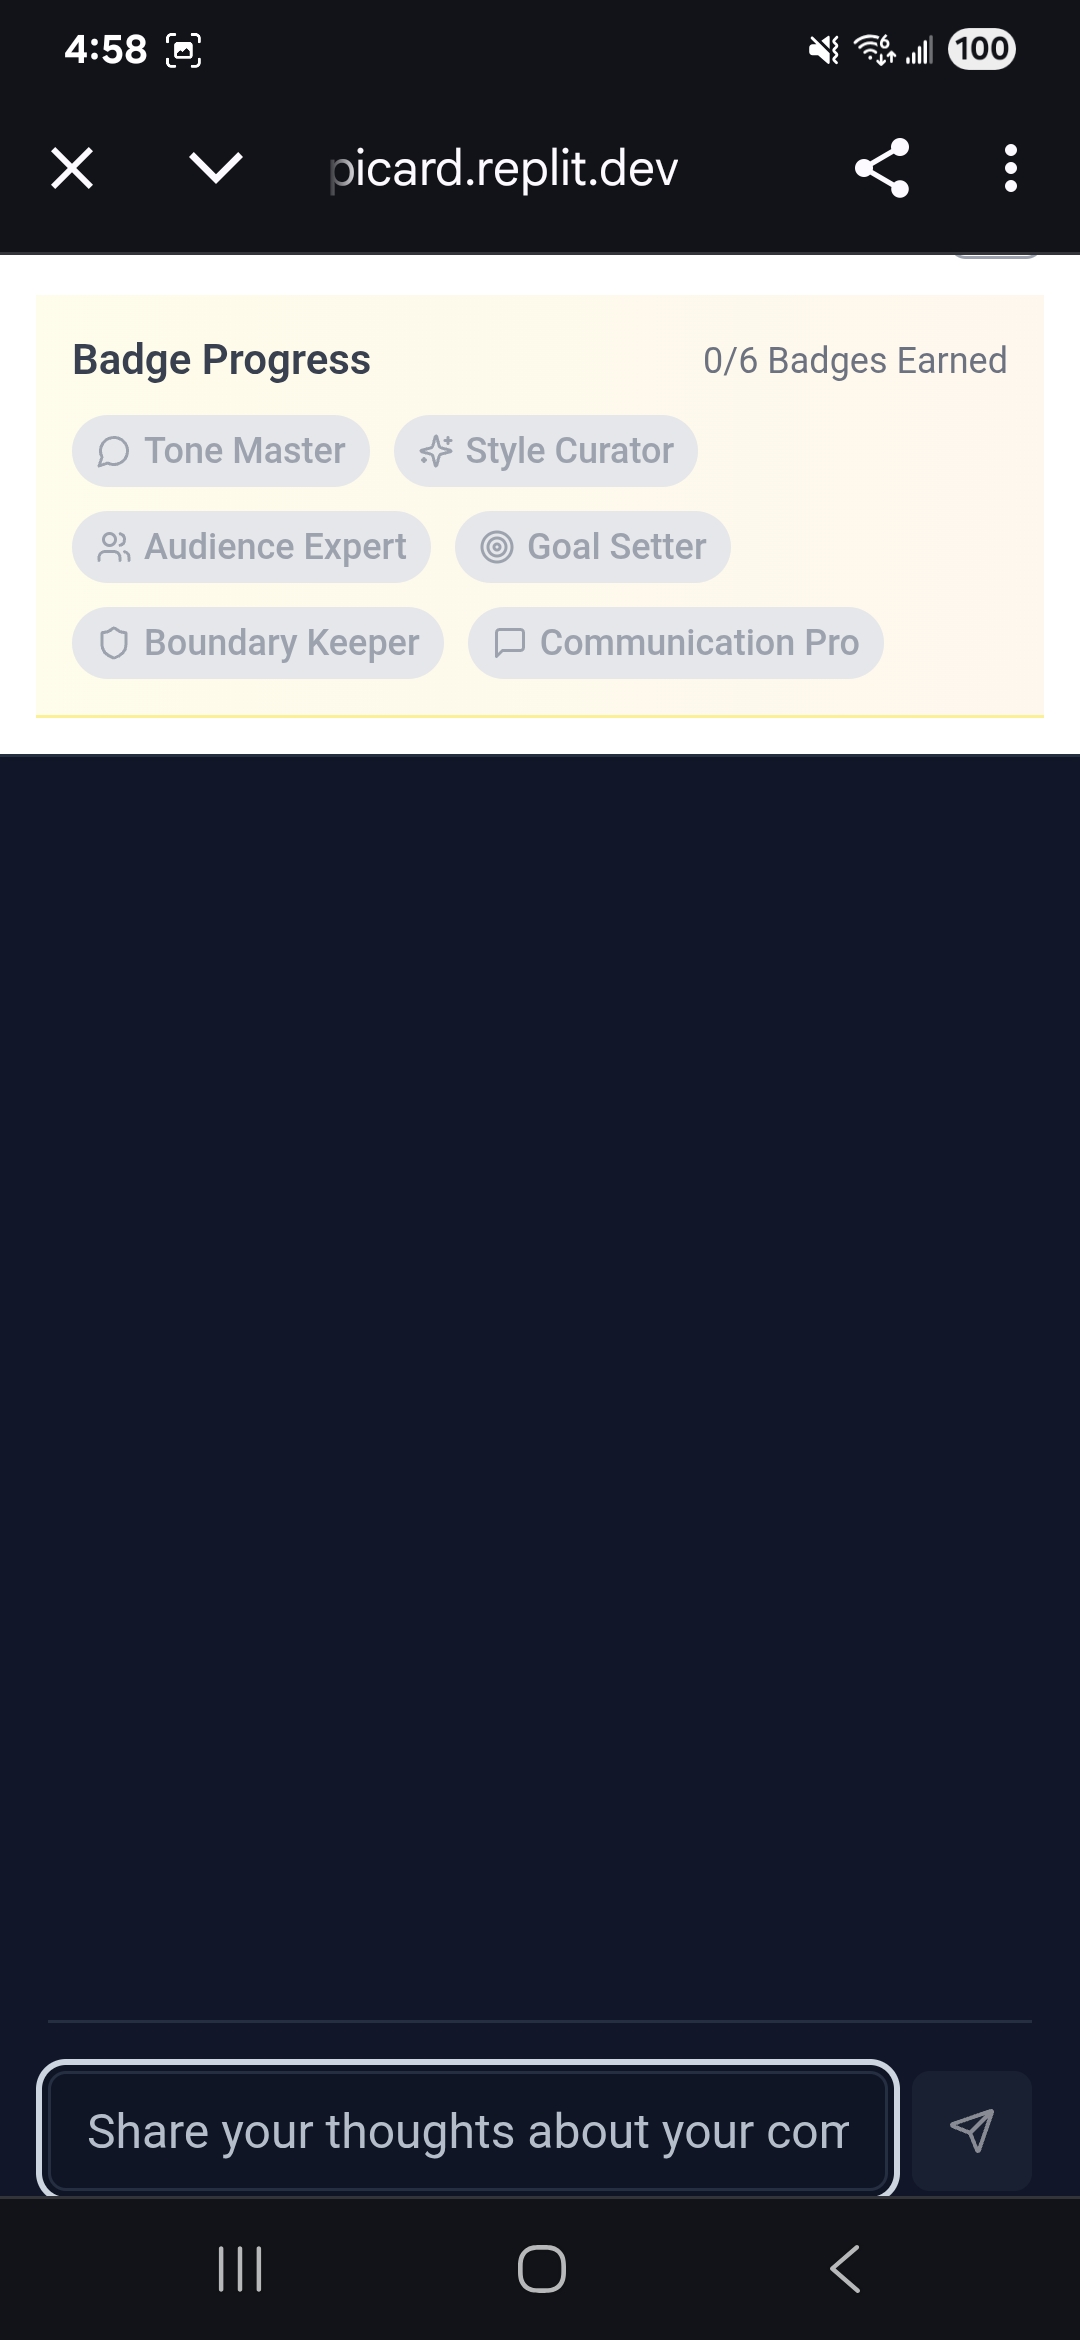 4:58 6 100
picard.replit.dev
Badge Progress 0/6 Badges Earned
Tone Master Style Curator
Audience Expert Goal Setter
Boundary Keeper Communication Pro
Share your thoughts about your com